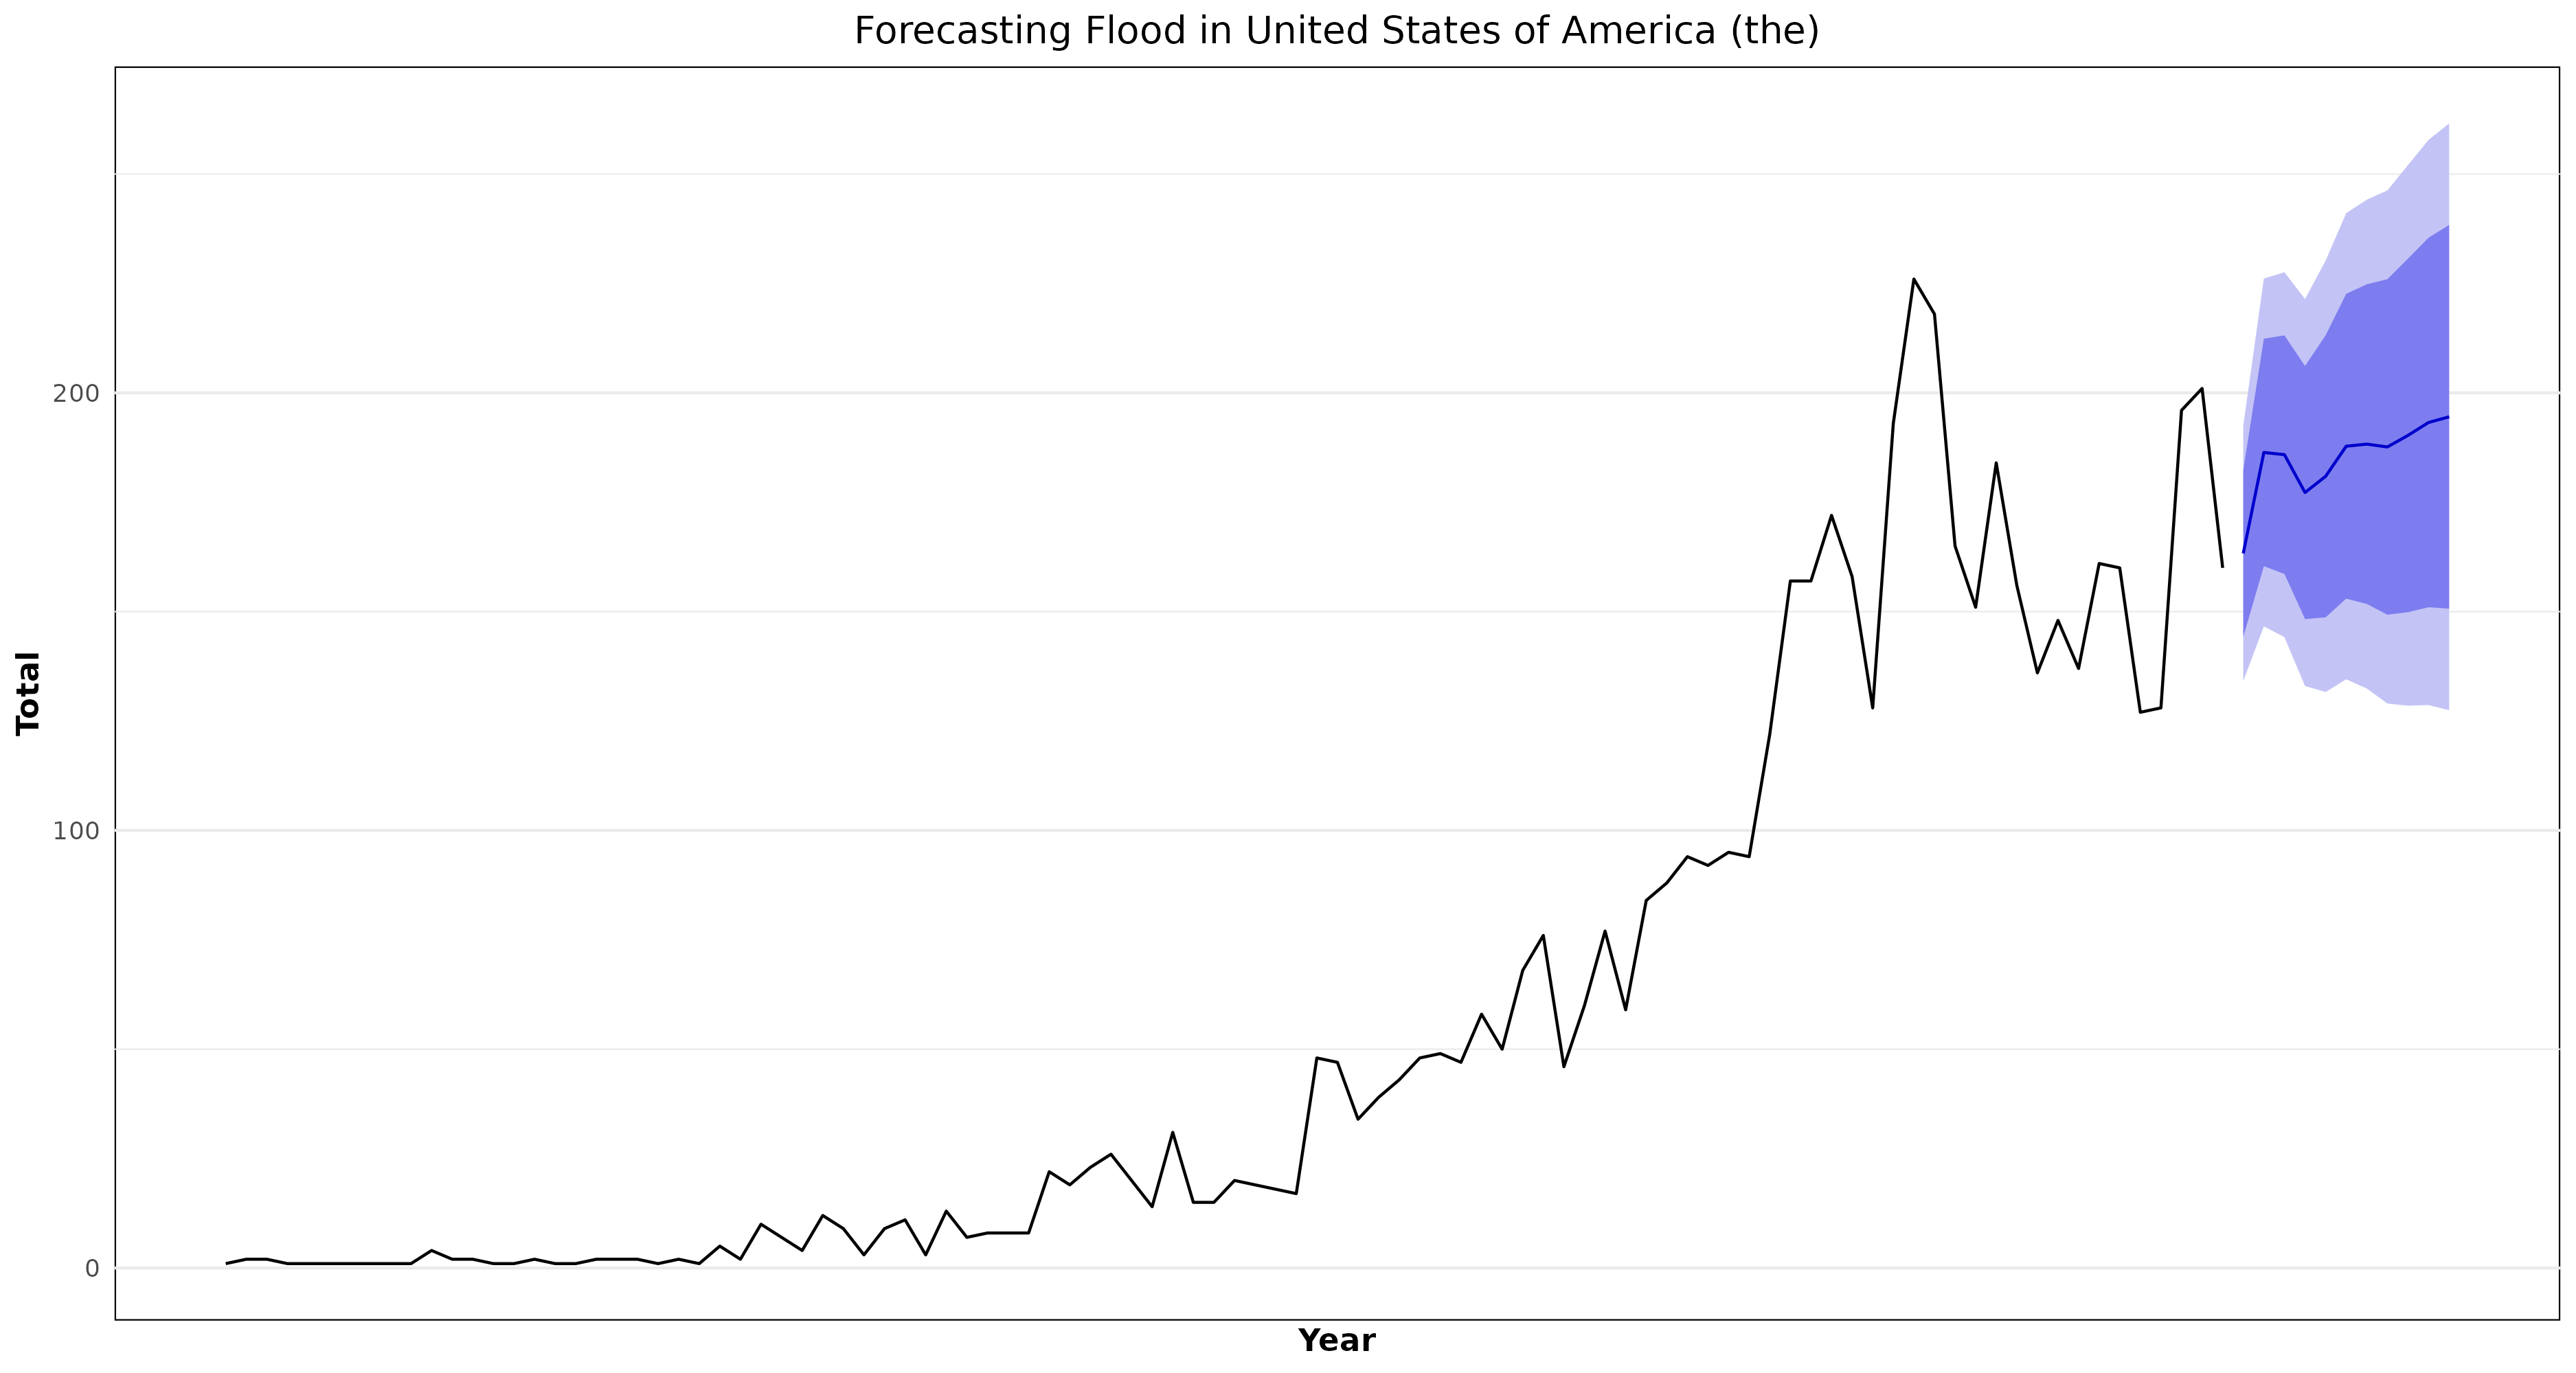 Forecasting Flood in United States of America (the)
Total
200
100
0
Year